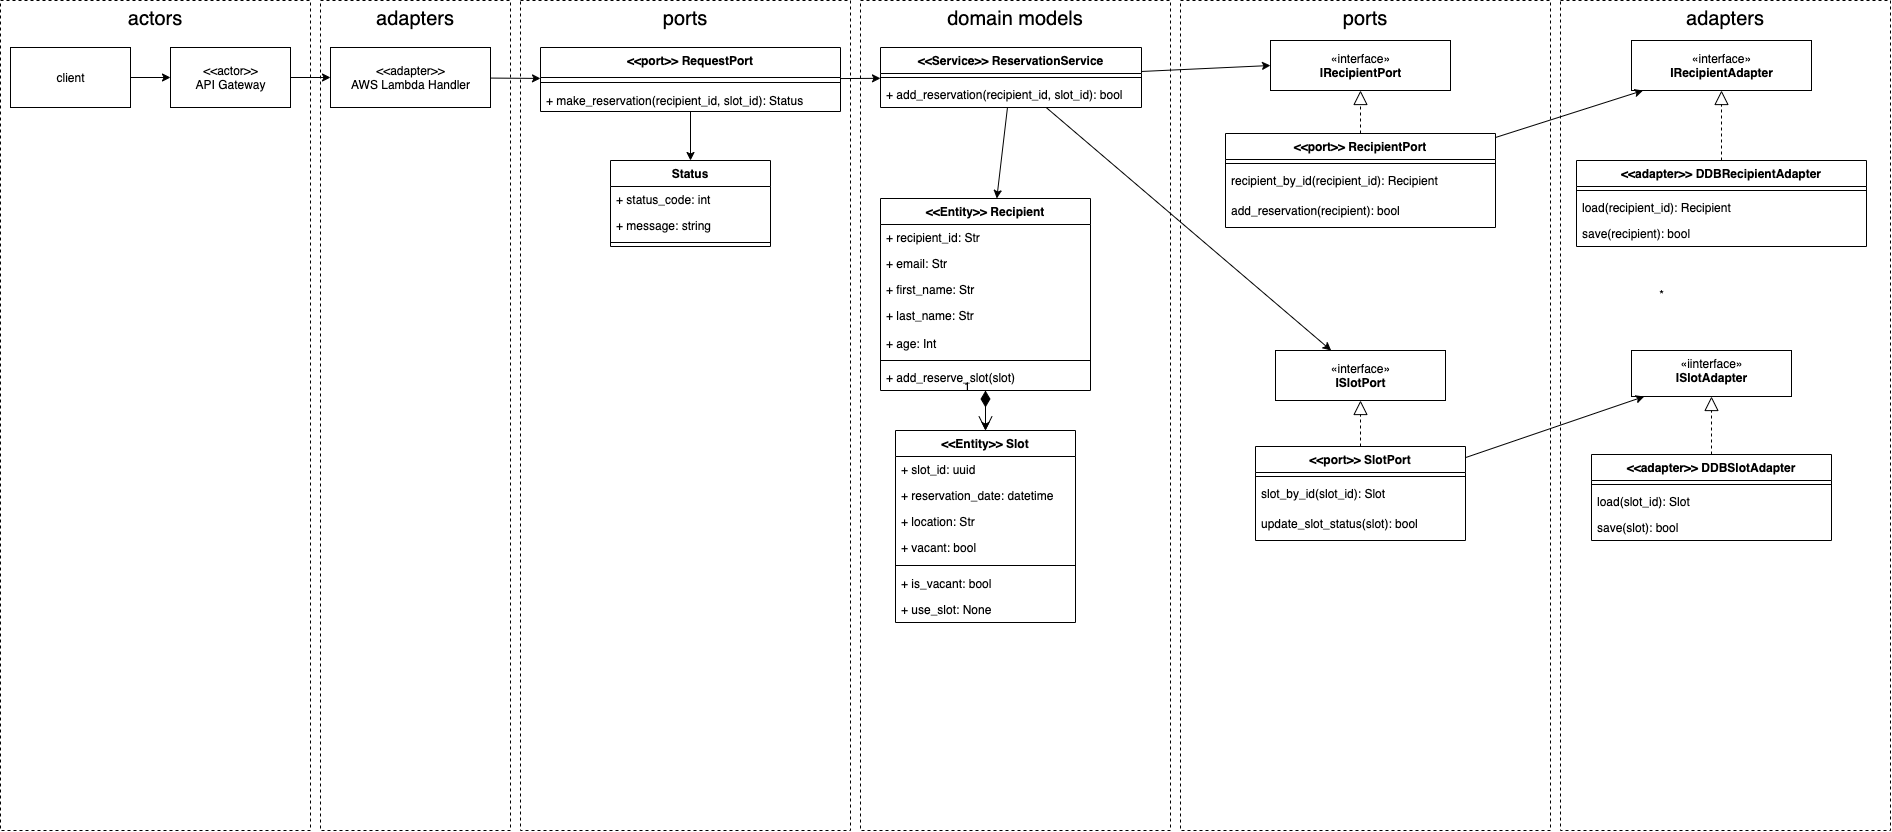 actors
client
<<actor>>
API Gateway
adapters
<<adapter>>
AWS Lambda Handler
ports
<<port>> RequestPort
+ make_reservation(recipient_id, slot_id): Status
Status
+ status_code: int
+ message: string
domain models
<<Service>> ReservationService
+ add_reservation(recipient_id, slot_id): bool
<<Entity>> Recipient
+ recipient_id: Str
+ email: Str
+ first_name: Str
+ last_name: Str
+ age: Int
+ add_reserve_slot(slot)
1
<<Entity>> Slot
+ slot_id: uuid
+ reservation_date: datetime
+ location: Str
+ vacant: bool
+ is_vacant: bool
+ use_slot: None
ports
«interface»
IRecipientPort
<<port>> RecipientPort
recipient_by_id(recipient_id): Recipient
add_reservation(recipient): bool
«interface»
ISlotPort
<<port>> SlotPort
slot_by_id(slot_id): Slot
update_slot_status(slot): bool
adapters
«interface»
IRecipientAdapter
<<adapter>> DDBRecipientAdapter
load(recipient_id): Recipient
save(recipient): bool
*
«iinterface»
ISlotAdapter
<<adapter>> DDBSlotAdapter
load(slot_id): Slot
save(slot): bool